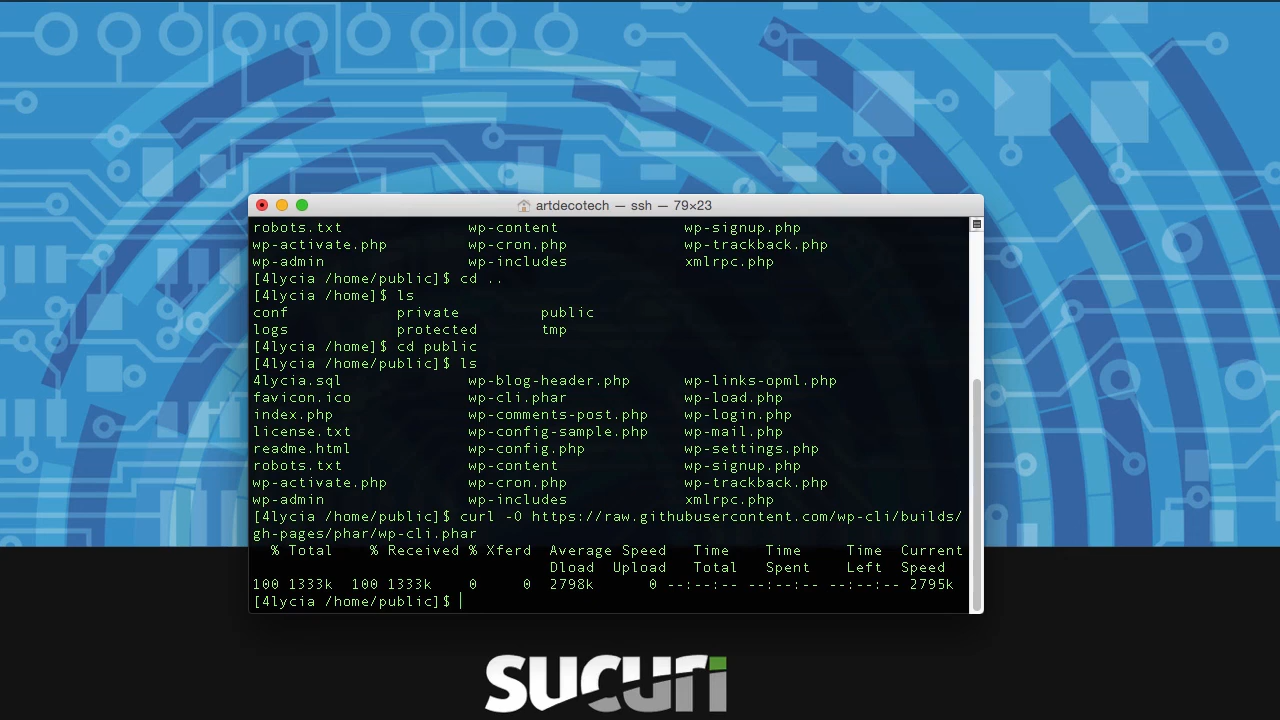 artdecotech — ssh — 79×23
robots.txt wp-content wp-signup.php
wp-activate.php wp-cron.php wp-trackback.php
wp-admin wp-includes xmlrpc.php
[4lycia /home/public]$ cd ..
[4lycia /home]$ ls
conf private public
logs protected tmp
[4lycia /home]$ cd public
[4lycia /home/public]$ ls
4lycia.sql wp-blog-header.php wp-links-opml.php
favicon.ico wp-cli.phar wp-load.php
index.php wp-comments-post.php wp-login.php
license.txt wp-config-sample.php wp-mail.php
readme.html wp-config.php wp-settings.php
robots.txt wp-content wp-signup.php
wp-activate.php wp-cron.php wp-trackback.php
wp-admin wp-includes xmlrpc.php
[4lycia /home/public]$ curl -O https://raw.githubusercontent.com/wp-cli/builds/
gh-pages/phar/wp-cli.phar
% Total % Received % Xferd Average Speed Time Time Time Current
Dload Upload Total Spent Left Speed
100 1333k 100 1333k 0 0 2798k 0 --:--:-- --:--:-- --:--:-- 2795k
[4lycia /home/public]$
sucuri